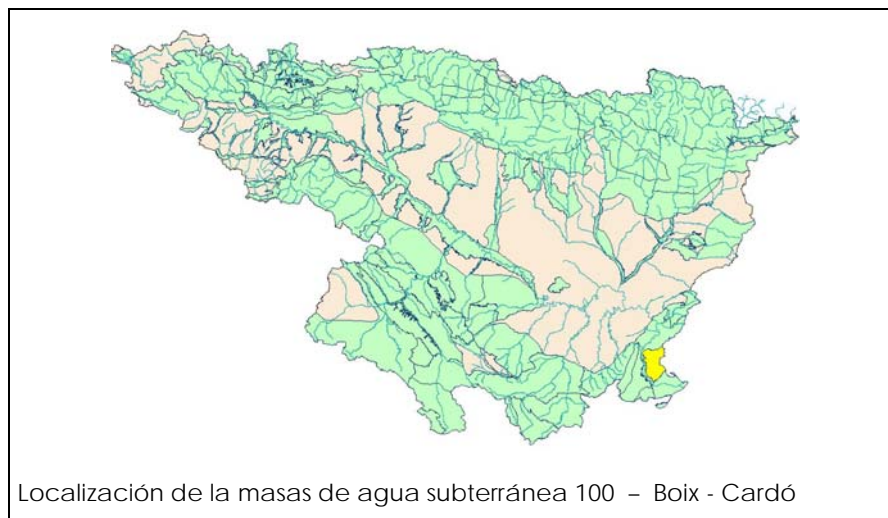 Localización de la masas de agua subterránea 100 – Boix - Cardó